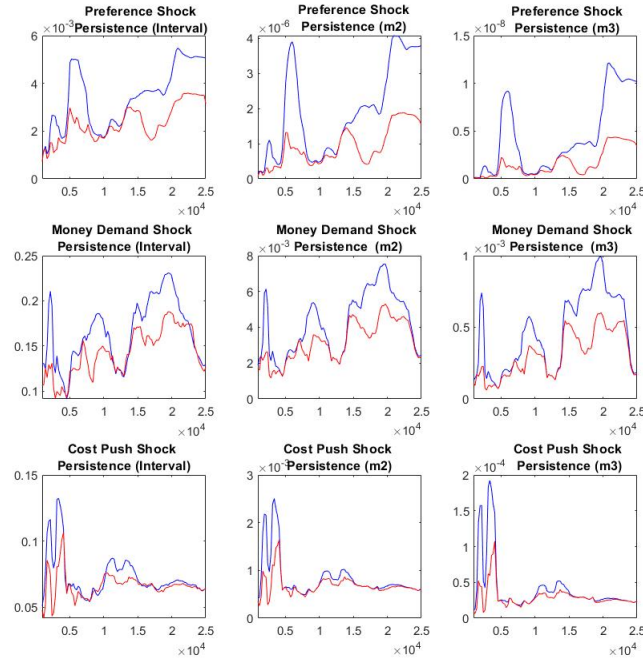 Preference Shock
Persistence (Interval)
6 ×10-3
4
2
0
0.5 1 1.5 2 2.5
×10^4
Preference Shock
Persistence (m2)
×10-6
4
3
2
1
0
0.5 1 1.5 2 2.5
×10^4
Preference Shock
Persistence (m3)
1.5 ×10-8
1
0.5
0
0.5 1 1.5 2 2.5
×10^4
Money Demand Shock
Persistence (Interval)
0.25
0.2
0.15
0.1
0.5 1 1.5 2 2.5
×10^4
Money Demand Shock
Persistence (m2)
8 ×10-3
6
4
2
0
0.5 1 1.5 2 2.5
×10^4
Money Demand Shock
Persistence (m3)
1 ×10-3
0.5
0
0.5 1 1.5 2 2.5
×10^4
Cost Push Shock
Persistence (Interval)
0.15
0.1
0.05
0.5 1 1.5 2 2.5
×10^4
Cost Push Shock
Persistence (m2)
3 ×10-3
2
1
0
0.5 1 1.5 2 2.5
×10^4
Cost Push Shock
Persistence (m3)
2 ×10-4
1.5
1
0.5
0
0.5 1 1.5 2 2.5
×10^4